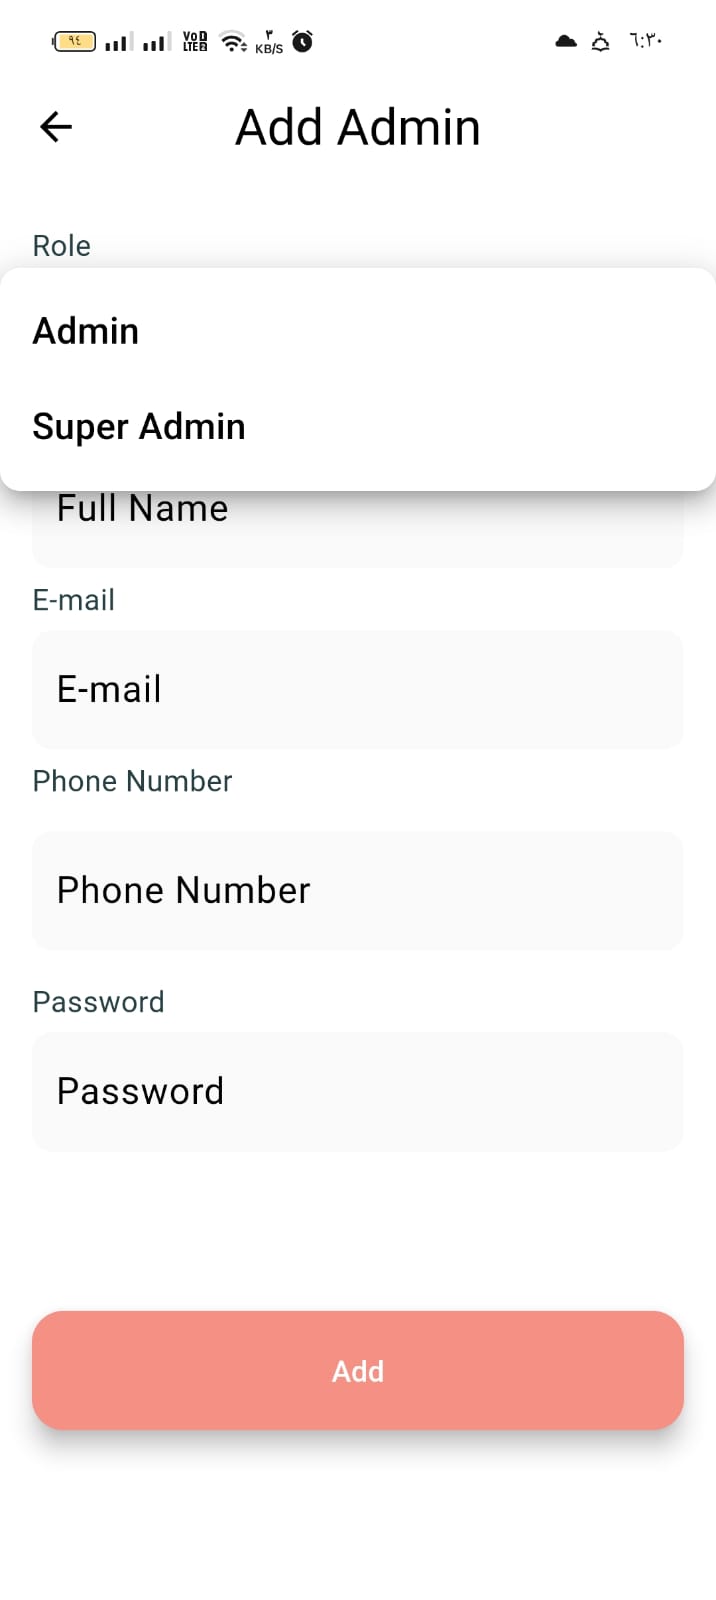 ٩٤ VoD LTE 2 ٣ KB/S ٦:٣٠
Add Admin
Role
Admin
Super Admin
Full Name
E-mail
E-mail
Phone Number
Phone Number
Password
Password
Add